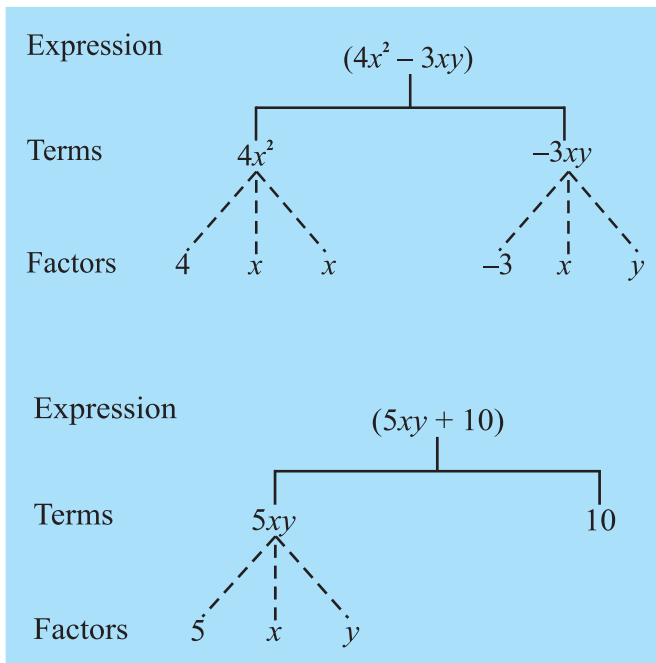 Expression (4x² – 3xy)
Terms 4x² –3xy
Factors 4 x x –3 x y
Expression (5xy + 10)
Terms 5xy 10
Factors 5 x y